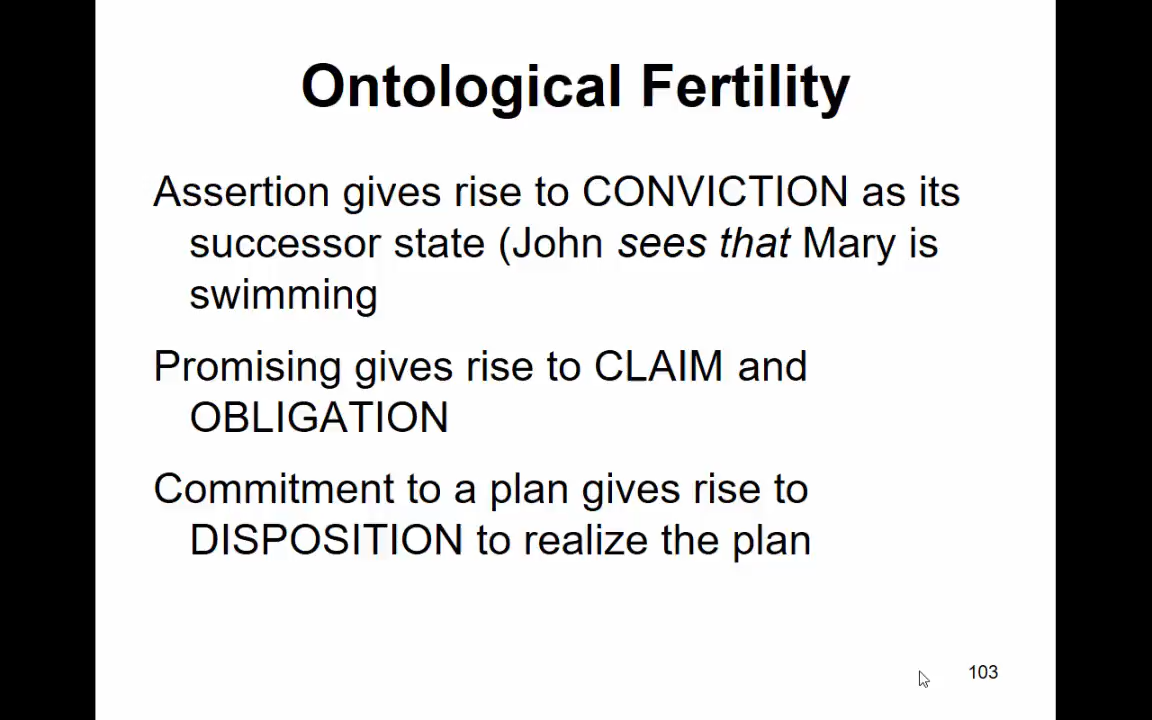 Ontological Fertility
Assertion gives rise to CONVICTION as its
successor state (John sees that Mary is
swimming
Promising gives rise to CLAIM and
OBLIGATION
Commitment to a plan gives rise to
DISPOSITION to realize the plan
103